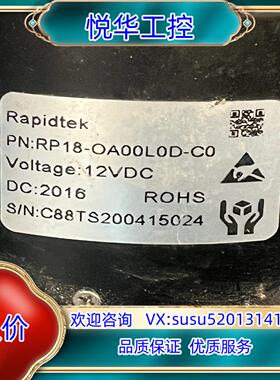 悦华工控
Rapidtek
PN:RP18-OA00L0D-C0
Voltage:12VDC
DC:2016 ROHS
S/N:C88TS200415024
价
欢迎咨询 VX:susu52013141
品质保证 优质服务